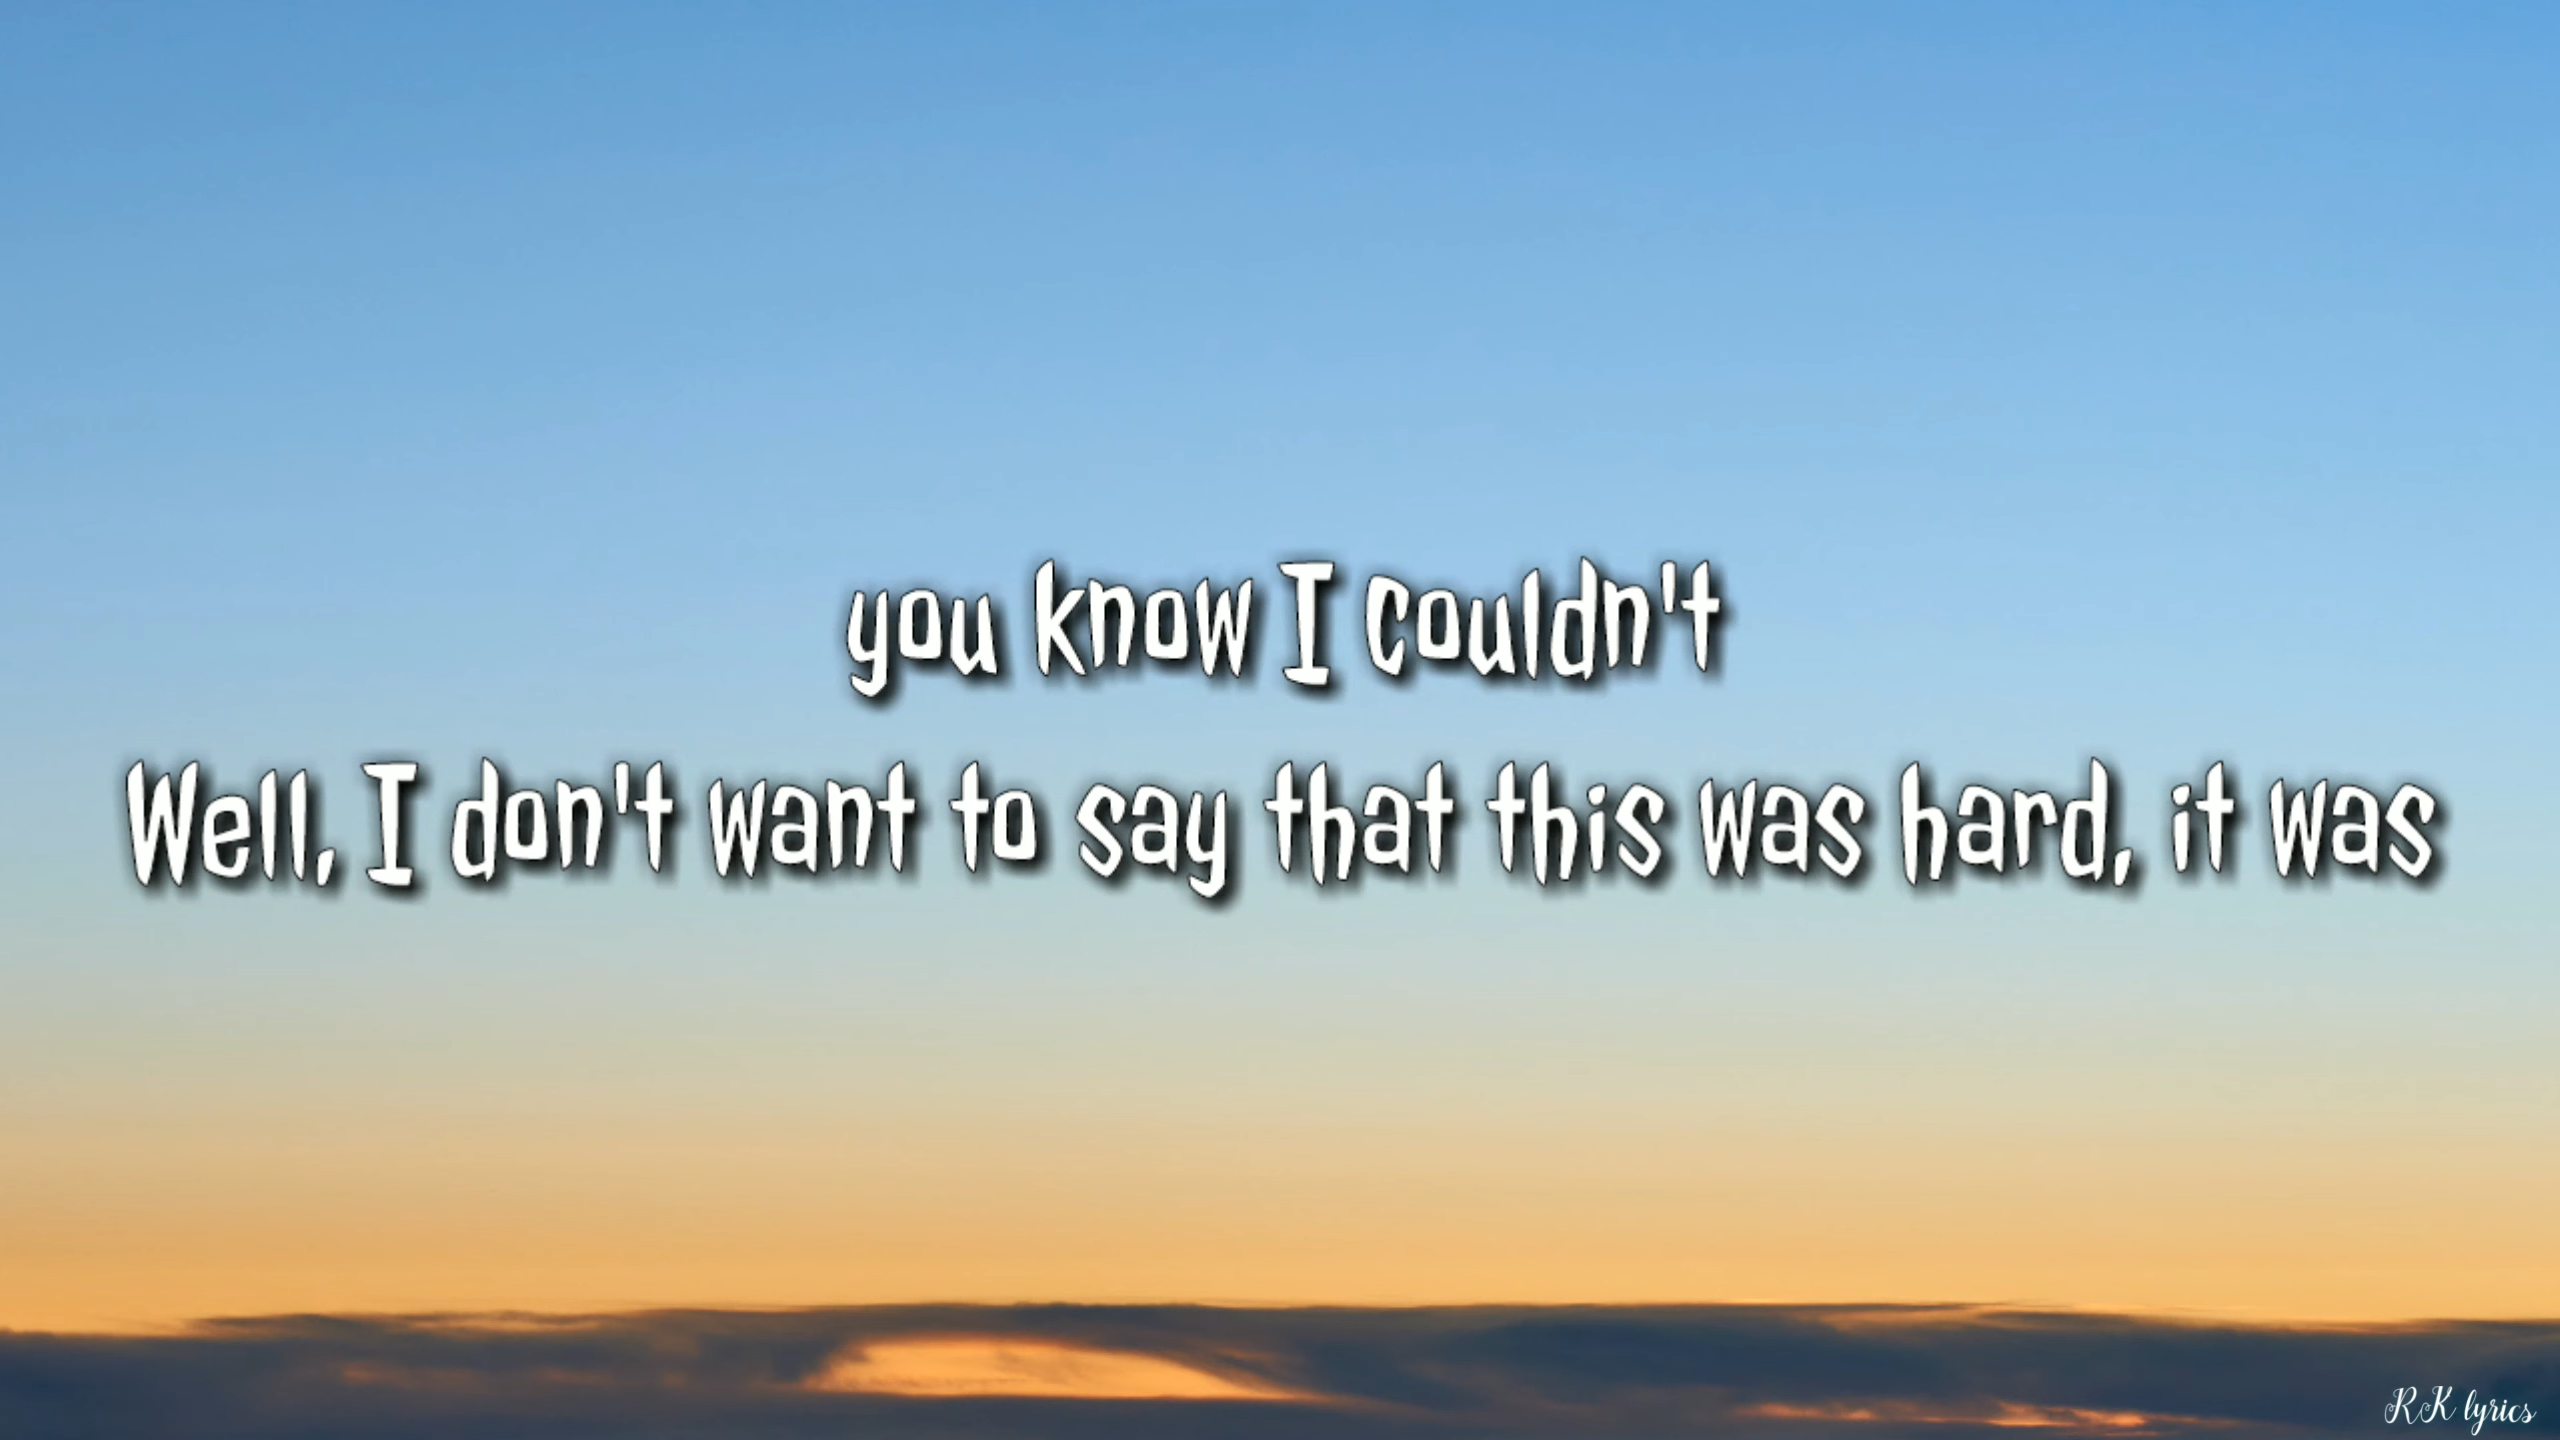 you know I couldn't
Well, I don't want to say that this was hard, it was
RK lyrics